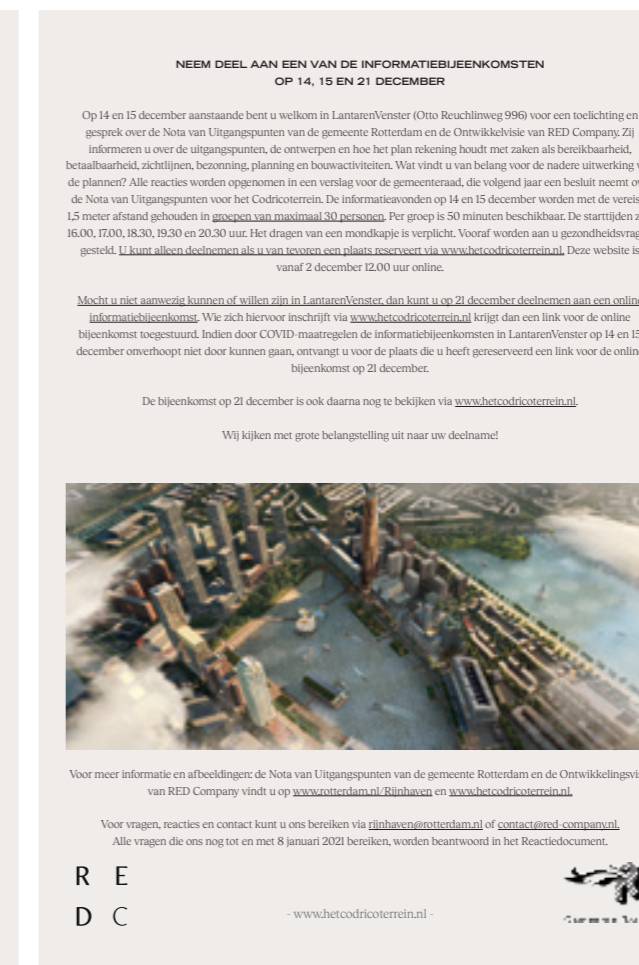 NEEM DEEL AAN EEN VAN DE INFORMATIEBIJEENKOMSTEN
OP 14, 15 EN 21 DECEMBER
Op 14 en 15 december aanstaande bent u welkom in LantarenVenster (Otto Reuchlinweg 996) voor een toelichting en
gesprek over de Nota van Uitgangspunten van de gemeente Rotterdam en de Ontwikkelvisie van RED Company. Zij
informeren u over de uitgangspunten, de ontwerpen en hoe het plan rekening houdt met zaken als bereikbaarheid,
betaalbaarheid, zichtlijnen, bezonning, planning en bouwactiviteiten. Wat vindt u van belang voor de nadere uitwerking
de plannen? Alle reacties worden opgenomen in een verslag voor de gemeenteraad, die volgend jaar een besluit neemt
de Nota van Uitgangspunten voor het Codricoterrein. De informatieavonden op 14 en 15 december worden met de
1,5 meter afstand gehouden in groepen van maximaal 30 personen. Per groep is 50 minuten beschikbaar. De starttijden
16.00, 17.00, 18.30, 19.30 en 20.30 uur. Het dragen van een mondkapje is verplicht. Vooraf worden aan u
gesteld. U kunt alleen deelnemen als u van tevoren een plaats reserveert via www.hetcodricoterrein.nl. Deze website is
vanaf 2 december 12.00 uur online.
Mocht u niet aanwezig kunnen of willen zijn in LantarenVenster, dan kunt u op 21 december deelnemen aan een online
informatiebijeenkomst. Wie zich hiervoor inschrijft via www.hetcodricoterrein.nl krijgt dan een link voor de online
bijeenkomst toegestuurd. Indien door COVID-maatregelen de informatiebijeenkomsten in LantarenVenster op 14 en 15
december onverhoopt niet door kunnen gaan, ontvangt u voor de plaats die u heeft gereserveerd een link voor de
bijeenkomst op 21 december.
De bijeenkomst op 21 december is ook daarna nog te bekijken via www.hetcodricoterrein.nl.
Wij kijken met grote belangstelling uit naar uw deelname!
Voor meer informatie en afbeeldingen: de Nota van Uitgangspunten van de gemeente Rotterdam en de
van RED Company vindt u op www.rotterdam.nl/Rijnhaven en www.hetcodricoterrein.nl.
Voor vragen, reacties en contact kunt u ons bereiken via rijnhaven@rotterdam.nl of contact@red-company.nl.
Alle vragen die ons nog tot en met 8 januari 2021 bereiken, worden beantwoord in het Reactiedocument.
R E
D C
- www.hetcodricoterrein.nl -